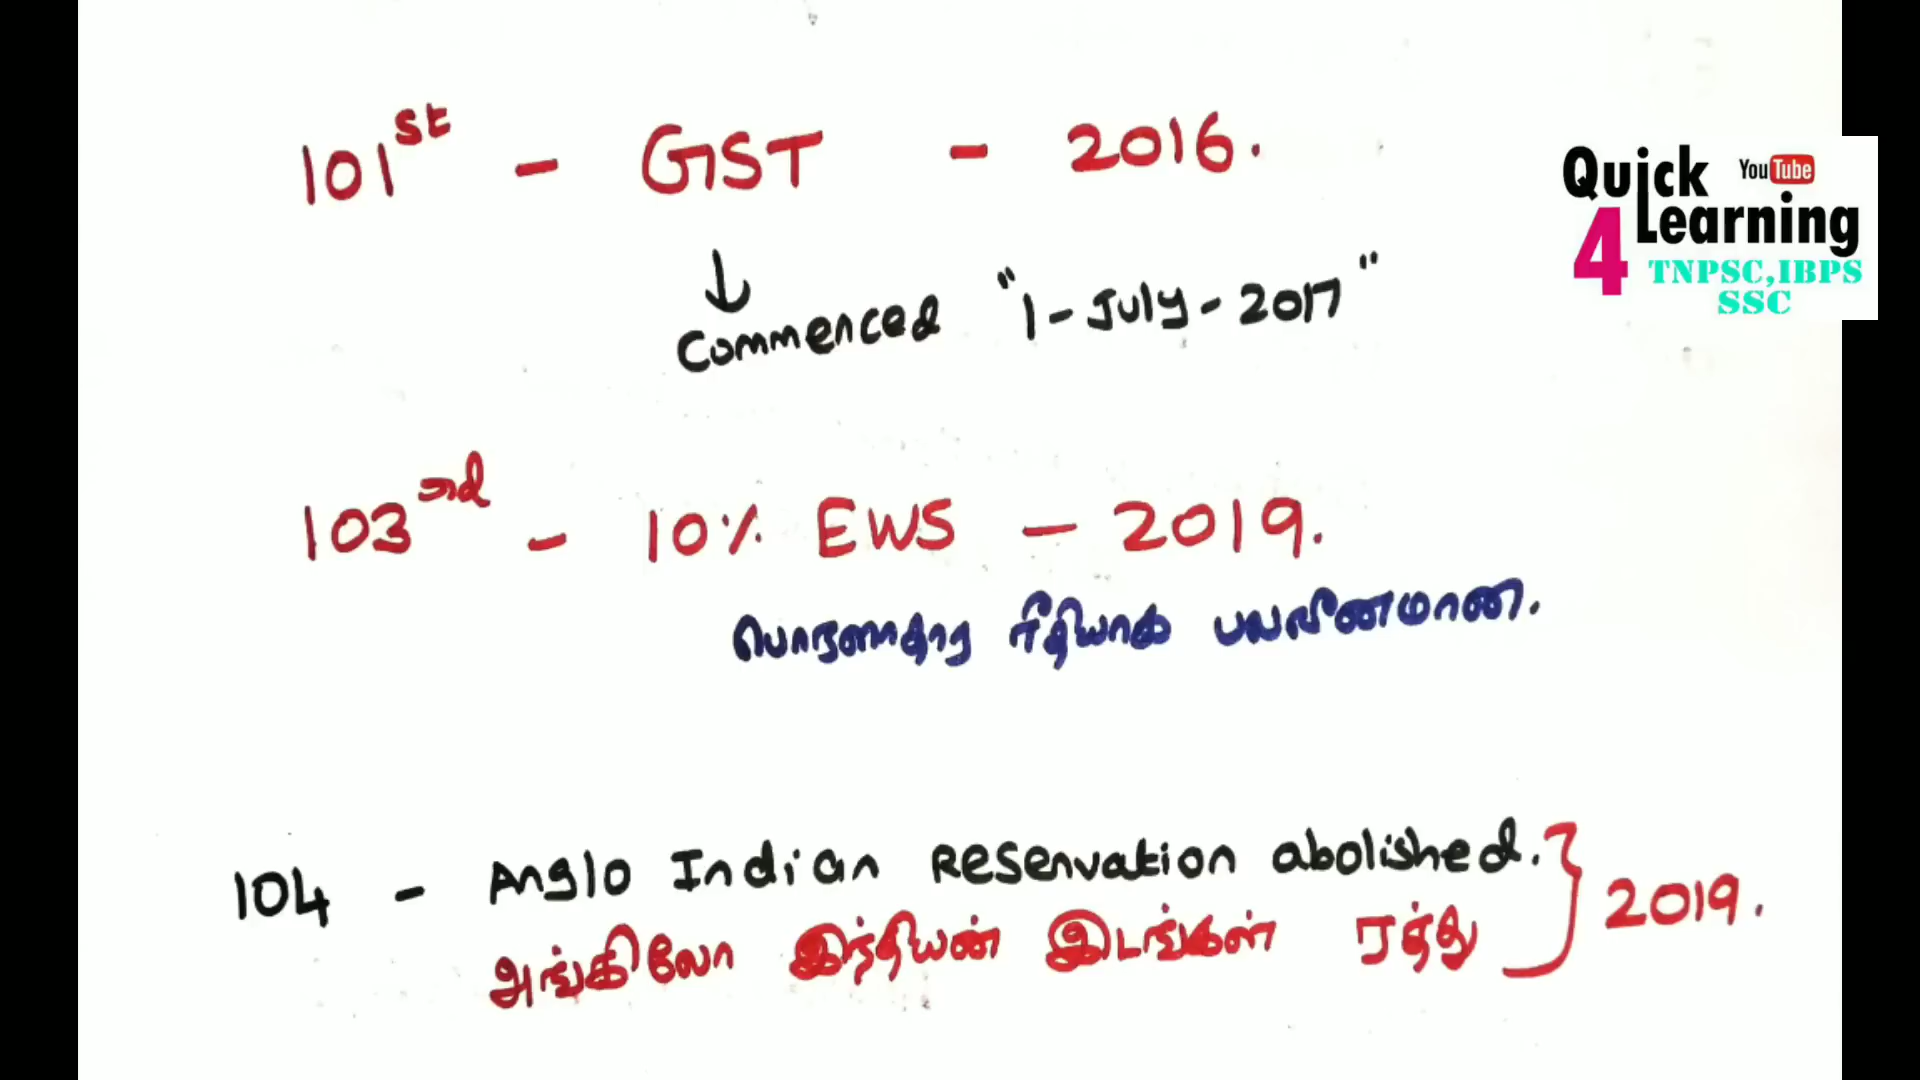 101st - GST - 2016.
Commenced "1-July-2017"
103rd - 10% EWS - 2019.
பொருளாதார ரீதியாக பலவீனமான.
104 - Anglo Indian Reservation abolished. } 2019.
அங்கிலோ இந்தியன் இடங்கள் ரத்து
Quick YouTube
4 Learning
TNPSC,IBPS
SSC